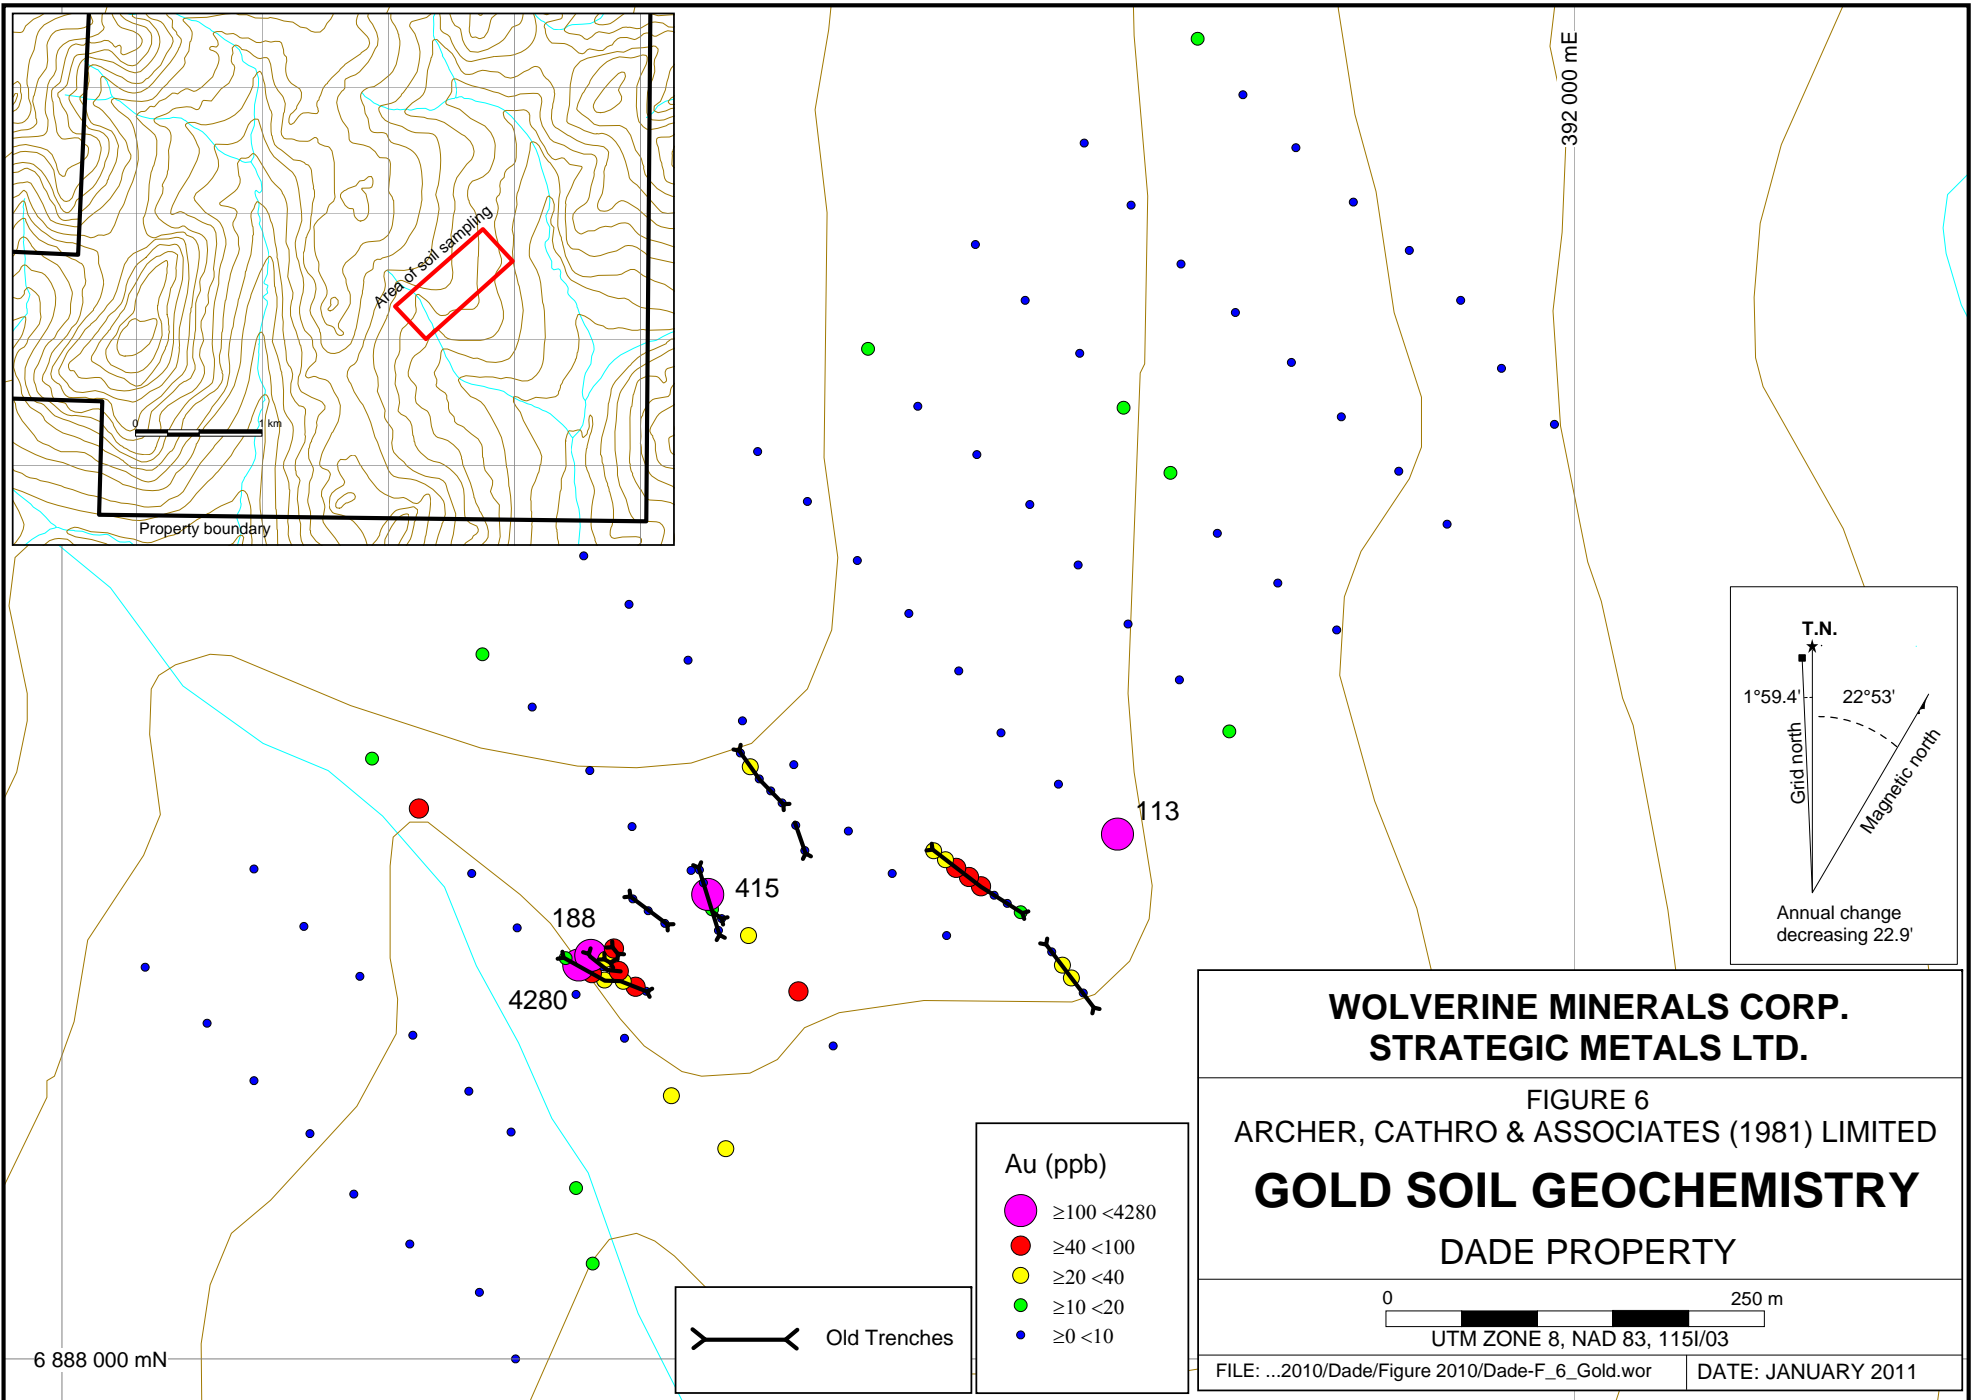 Area of soil sampling
0
1 km
Property boundary
392 000 mE
T.N.
1°59.4'
22°53'
Grid north
Magnetic north
Annual change
decreasing 22.9'
113
415
188
4280
6 888 000 mN
Old Trenches
Au (ppb)
≥100 <4280
≥40 <100
≥20 <40
≥10 <20
≥0 <10
WOLVERINE MINERALS CORP.
STRATEGIC METALS LTD.
FIGURE 6
ARCHER, CATHRO & ASSOCIATES (1981) LIMITED
GOLD SOIL GEOCHEMISTRY
DADE PROPERTY
0
250 m
UTM ZONE 8, NAD 83, 115I/03
FILE: ...2010/Dade/Figure 2010/Dade-F_6_Gold.wor
DATE: JANUARY 2011